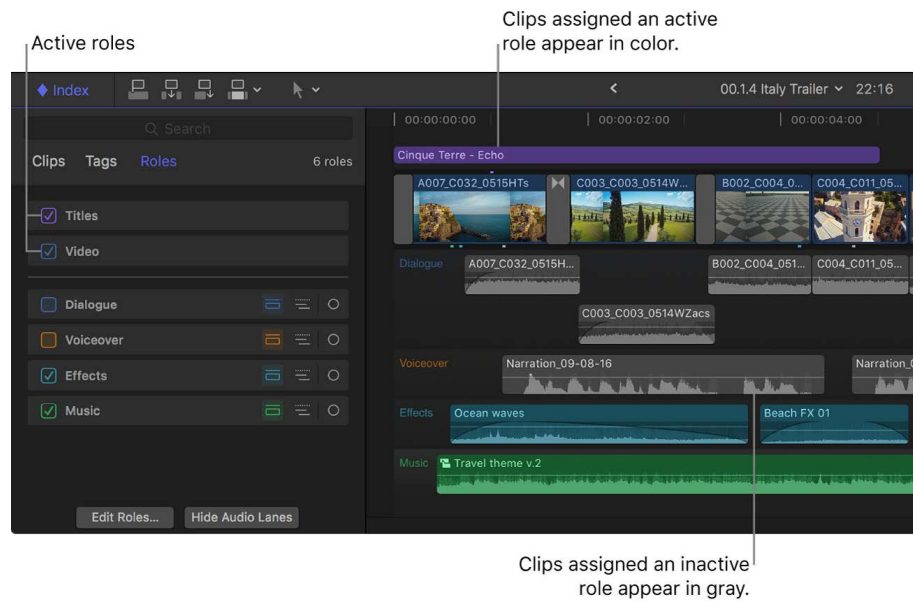 Clips assigned an active
role appear in color.
Active roles
Index
00.1.4 Italy Trailer
22:16
Search
00:00:00:00
00:00:02:00
00:00:04:00
Clips
Tags
Roles
6 roles
Cinque Terre - Echo
A007_C032_0515HTs
C003_C003_0514W...
B002_C004_0...
C004_C011_05...
Titles
Video
Dialogue
A007_C032_0515H...
B002_C004_051...
C004_C011_05...
Dialogue
C003_C003_0514WZacs
Voiceover
Voiceover
Narration_09-08-16
Narration_0
Effects
Effects
Ocean waves
Beach FX 01
Music
Music
Travel theme v.2
Edit Roles...
Hide Audio Lanes
Clips assigned an inactive
role appear in gray.